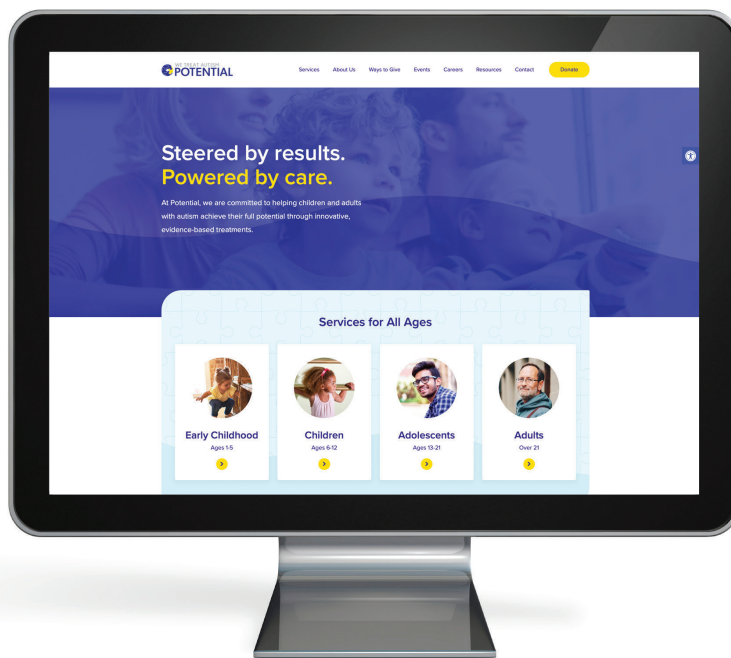 WE TREAT AUTISM
POTENTIAL
Services About Us Ways to Give Events Careers Resources Contact Donate
Steered by results.
Powered by care.
At Potential, we are committed to helping children and adults
with autism achieve their full potential through innovative,
evidence-based treatments.
Services for All Ages
Early Childhood Children Adolescents Adults
Ages 1-5 Ages 6-12 Ages 13-21 Over 21